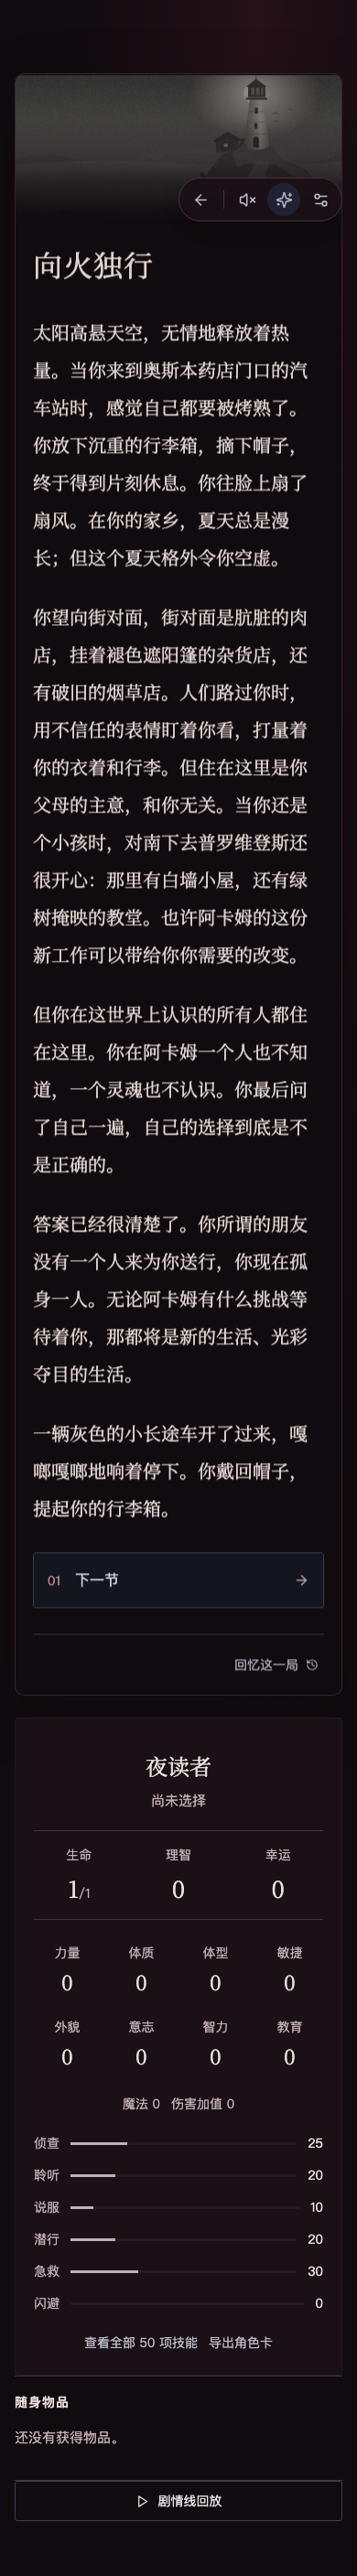 向火独行
太阳高悬天空，无情地释放着热
量。当你来到奥斯本药店门口的汽
车站时，感觉自己都要被烤熟了。
你放下沉重的行李箱，摘下帽子，
终于得到片刻休息。你往脸上扇了
扇风。在你的家乡，夏天总是漫
长；但这个夏天格外令你空虚。
你望向街对面，街对面是肮脏的肉
店，挂着褪色遮阳篷的杂货店，还
有破旧的烟草店。人们路过你时，
用不信任的表情盯着你看，打量着
你的衣着和行李。但住在这里是你
父母的主意，和你无关。当你还是
个小孩时，对南下去普罗维登斯还
很开心：那里有白墙小屋，还有绿
树掩映的教堂。也许阿卡姆的这份
新工作可以带给你你需要的改变。
但你在这世界上认识的所有人都住
在这里。你在阿卡姆一个人也不知
道，一个灵魂也不认识。你最后问
了自己一遍，自己的选择到底是不
是正确的。
答案已经很清楚了。你所谓的朋友
没有一个人来为你送行，你现在孤
身一人。无论阿卡姆有什么挑战等
待着你，那都将是新的生活、光彩
夺目的生活。
一辆灰色的小长途车开了过来，嘎
啷嘎啷地响着停下。你戴回帽子，
提起你的行李箱。
01 下一节
回忆这一局
夜读者
尚未选择
生命 理智 幸运
1/1 0 0
力量 体质 体型 敏捷
0 0 0 0
外貌 意志 智力 教育
0 0 0 0
魔法 0 伤害加值 0
侦查 25
聆听 20
说服 10
潜行 20
急救 30
闪避 0
查看全部 50 项技能 导出角色卡
随身物品
还没有获得物品。
剧情线回放